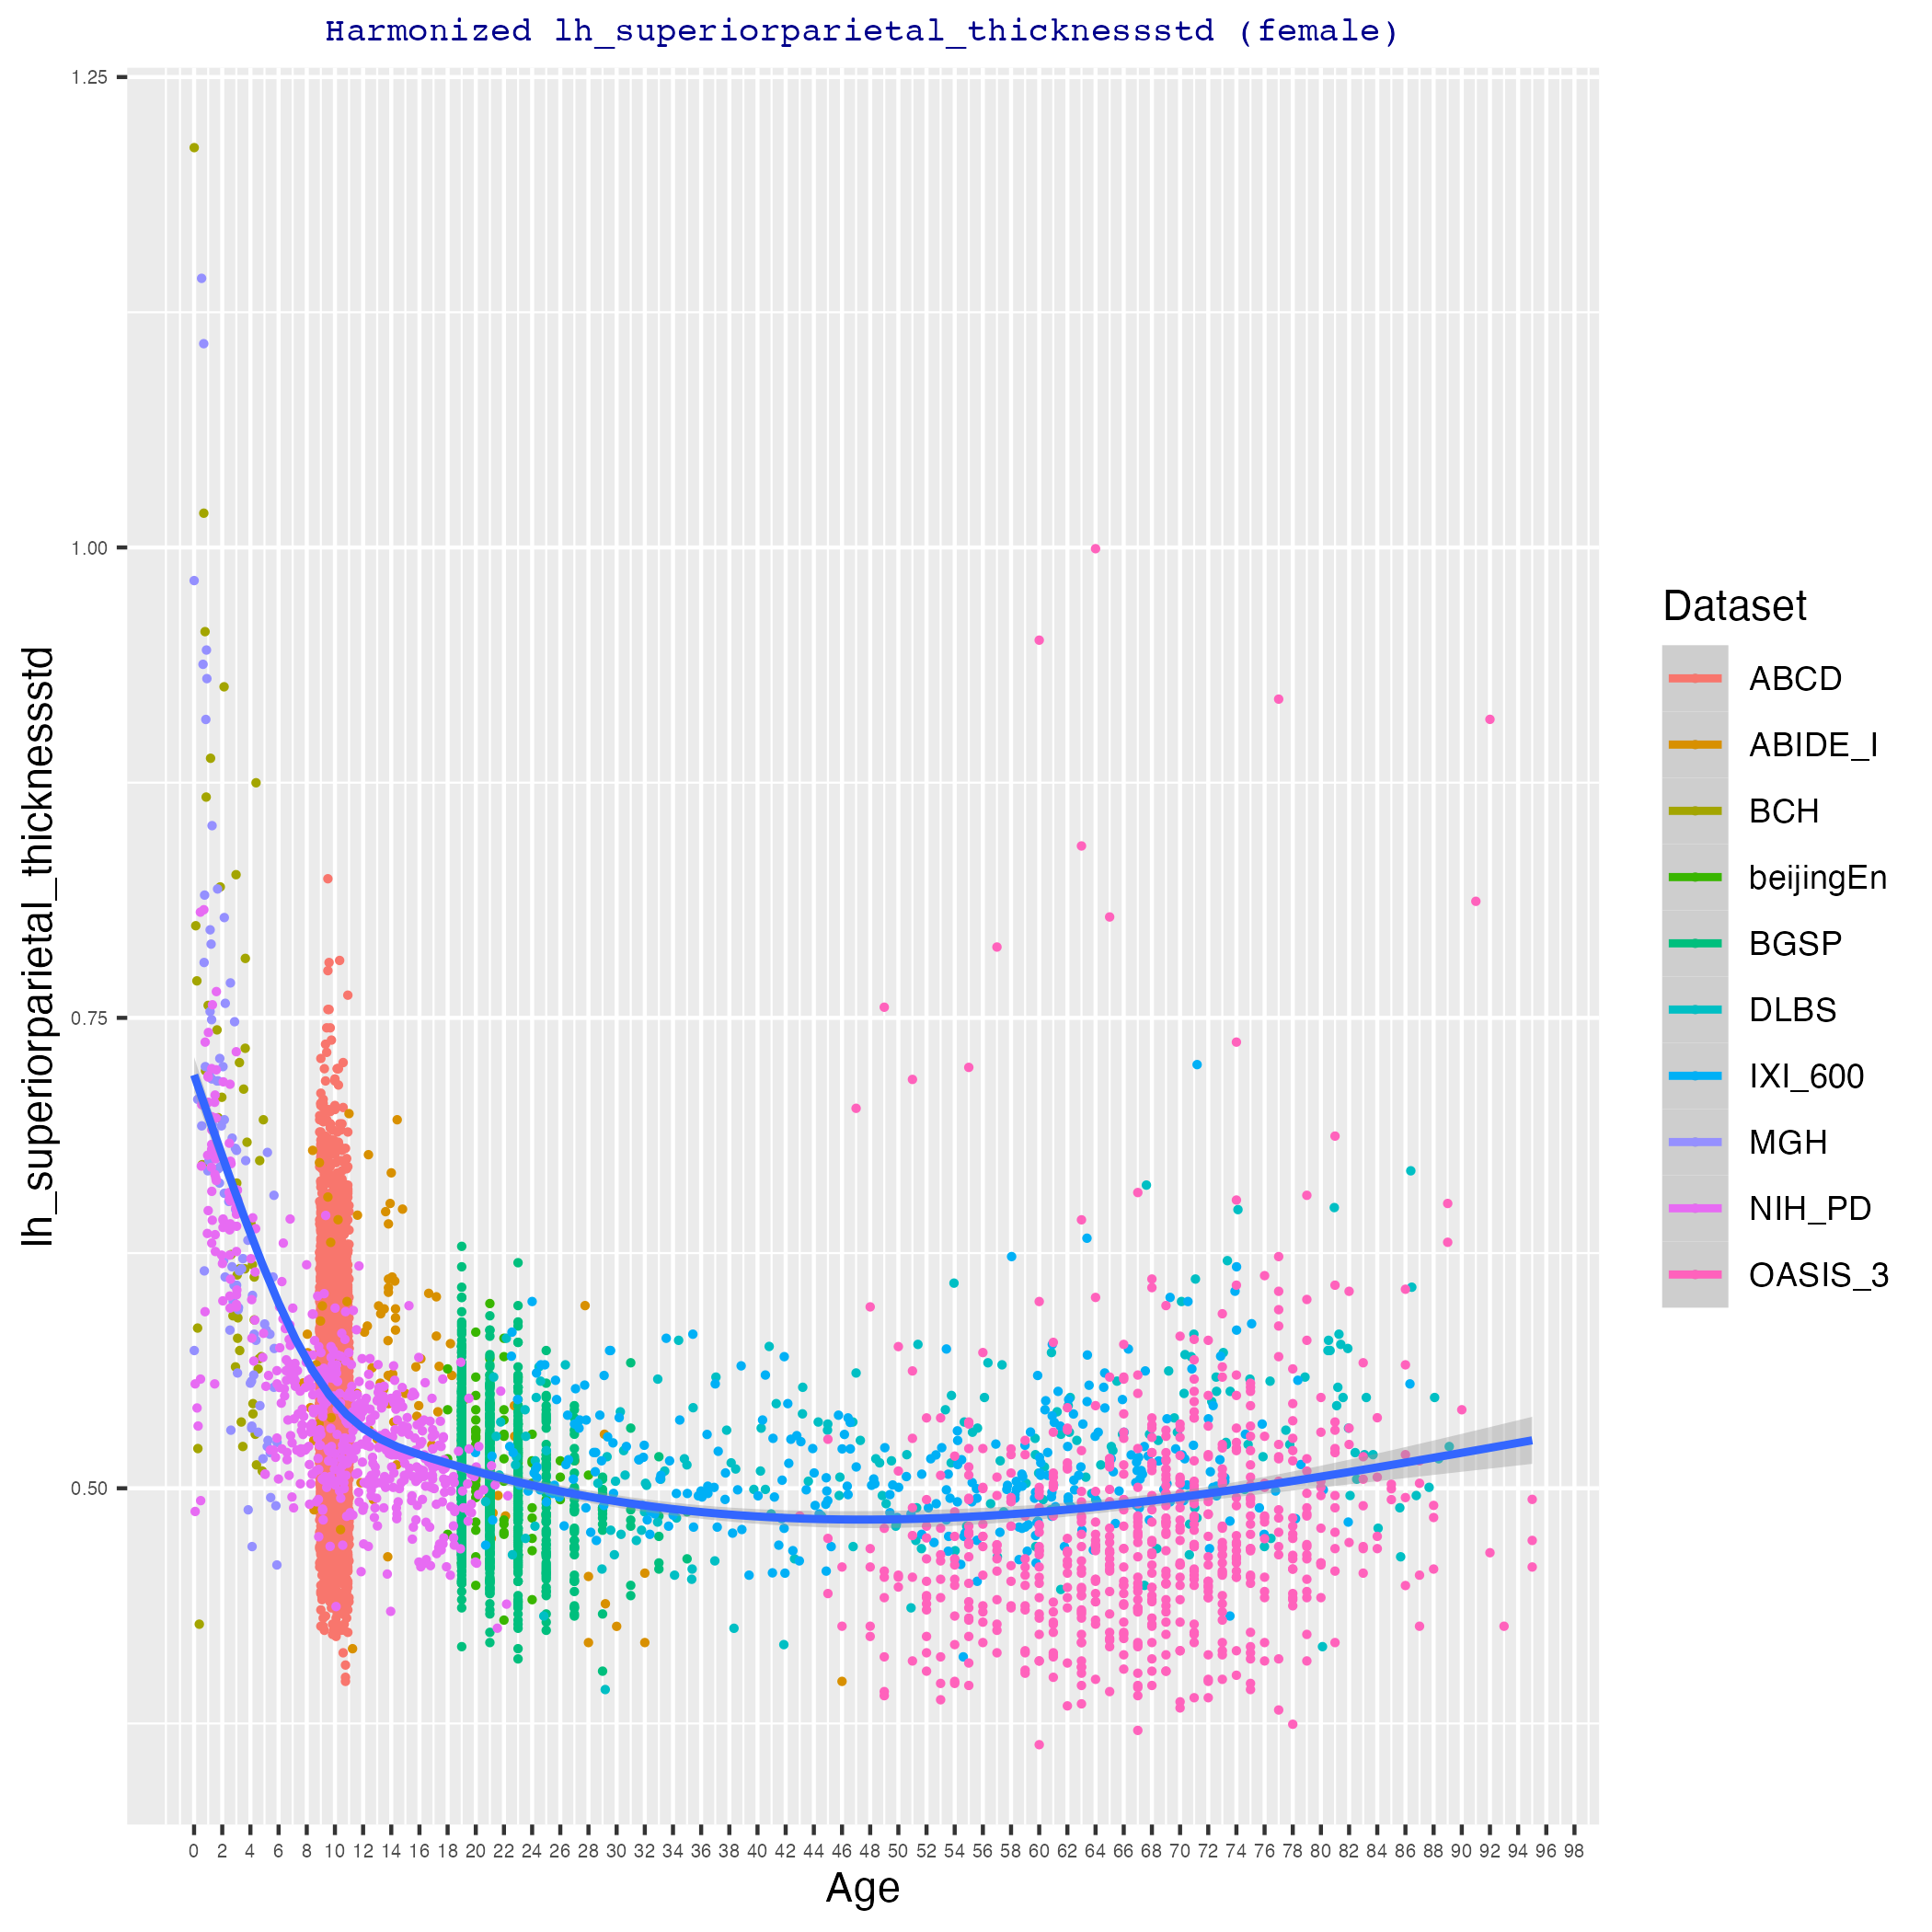 Harmonized lh_superiorparietal_thicknessstd (female)
1.25
1.00
0.75
0.50
lh_superiorparietal_thicknessstd
0 2 4 6 8 10 12 14 16 18 20 22 24 26 28 30 32 34 36 38 40 42 44 46 48 50 52 54 56 58 60 62 64 66 68 70 72 74 76 78 80 82 84 86 88 90 92 94 96 98
Age
Dataset
ABCD
ABIDE_I
BCH
beijingEn
BGSP
DLBS
IXI_600
MGH
NIH_PD
OASIS_3